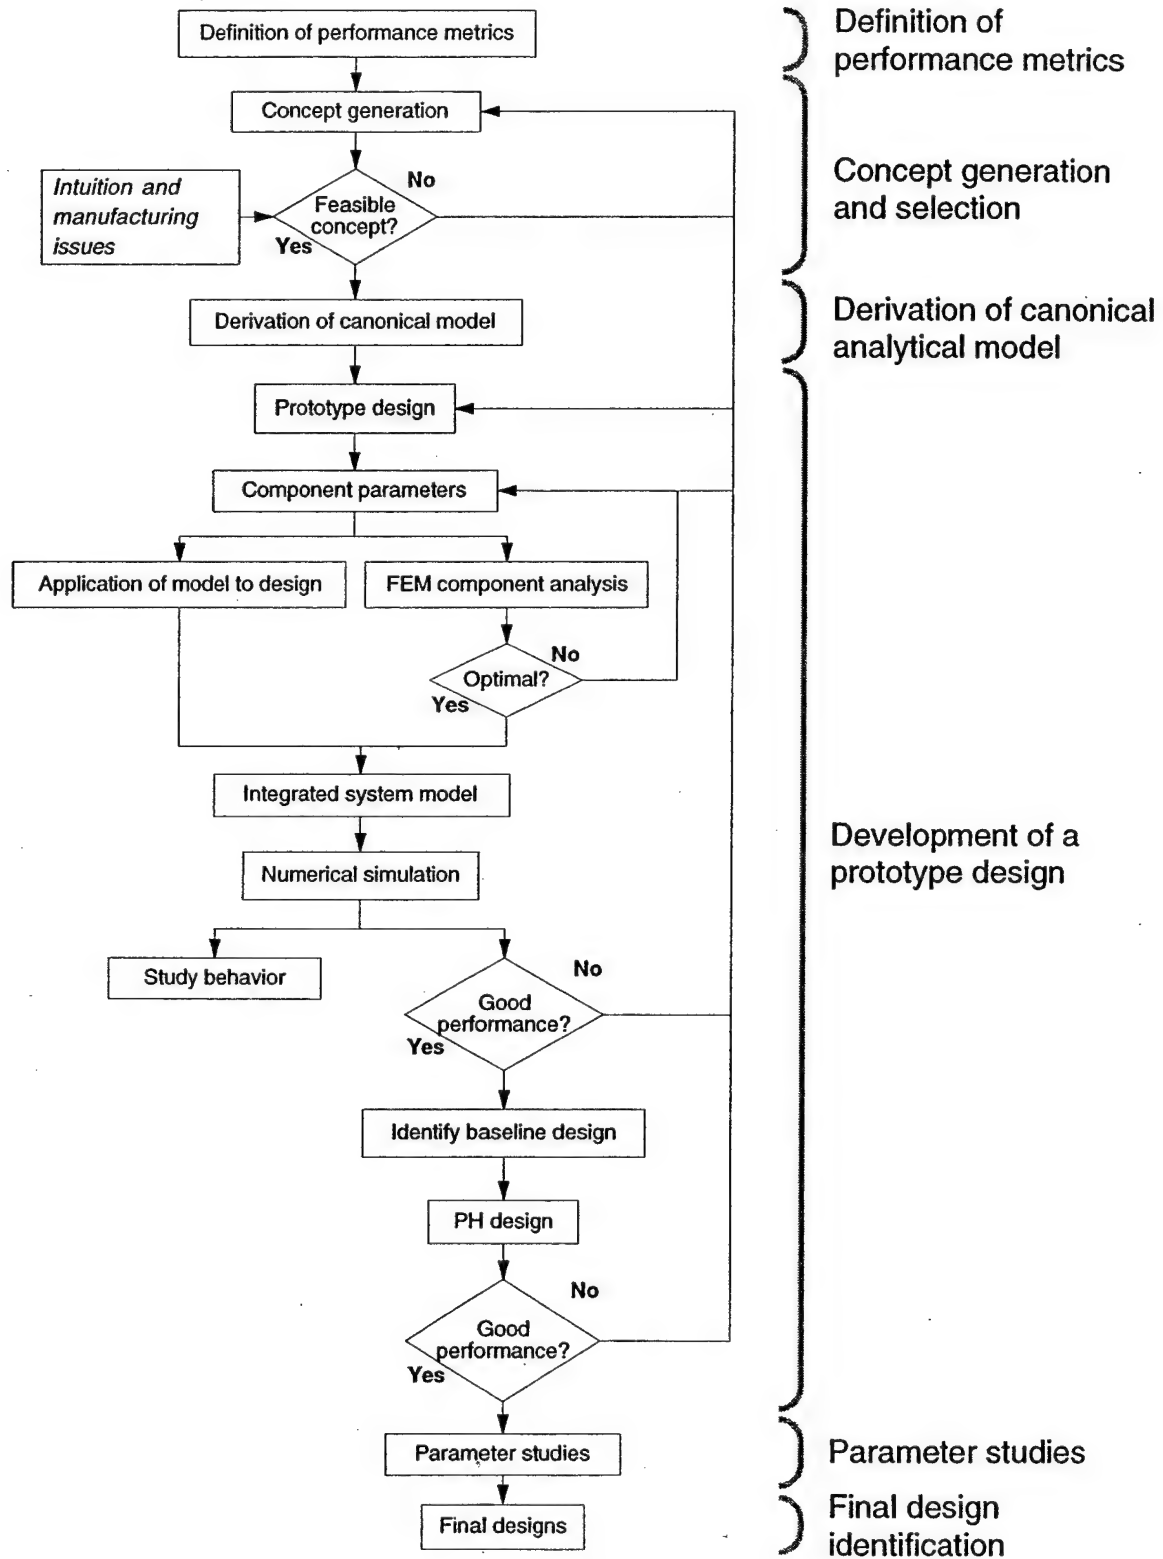 Definition of performance metrics
Concept generation
Intuition and
manufacturing
issues
Feasible
concept?
No
Yes
Derivation of canonical model
Prototype design
Component parameters
Application of model to design
FEM component analysis
Optimal?
No
Yes
Integrated system model
Numerical simulation
Study behavior
Good
performance?
No
Yes
Identify baseline design
PH design
Good
performance?
No
Yes
Parameter studies
Final designs
Definition of
performance metrics
Concept generation
and selection
Derivation of canonical
analytical model
Development of a
prototype design
Parameter studies
Final design
identification